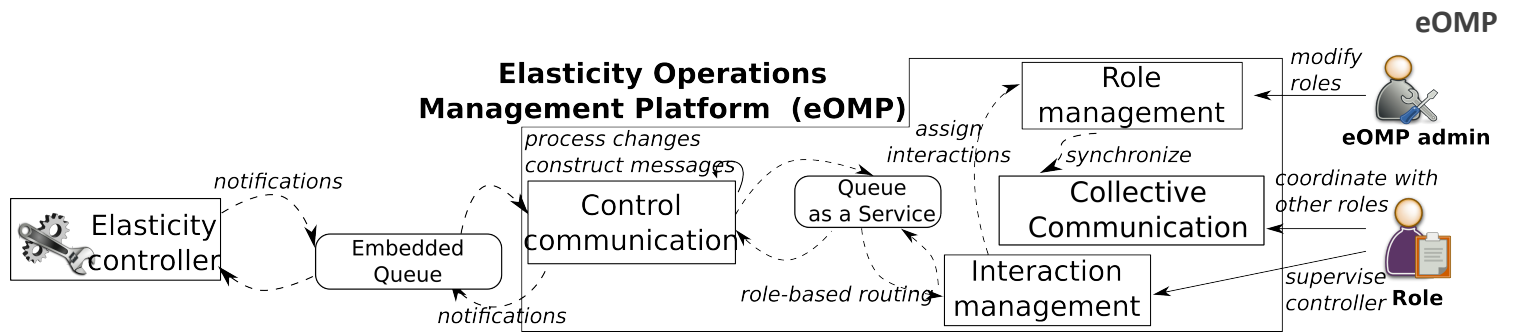 eOMP
Elasticity Operations
Management Platform (eOMP)
modify
roles
eOMP admin
Role
management
assign
interactions
synchronize
process changes
construct messages
notifications
Elasticity
controller
Embedded
Queue
notifications
Control
communication
Queue
as a Service
Collective
Communication
coordinate with
other roles
role-based routing
Interaction
management
supervise
controller
Role